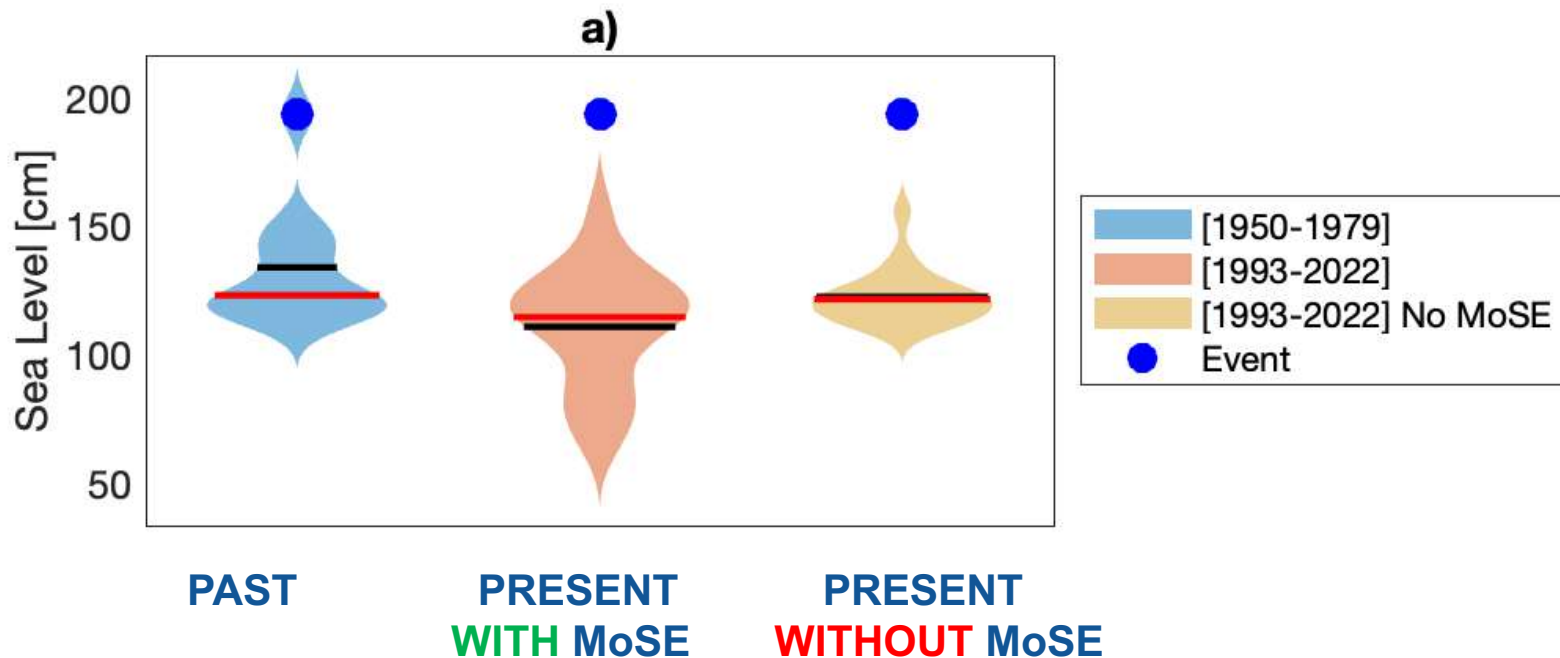 a)
Sea Level [cm]
200
150
100
50
[1950-1979]
[1993-2022]
[1993-2022] No MoSE
Event
PAST
PRESENT
WITH MoSE
PRESENT
WITHOUT MoSE